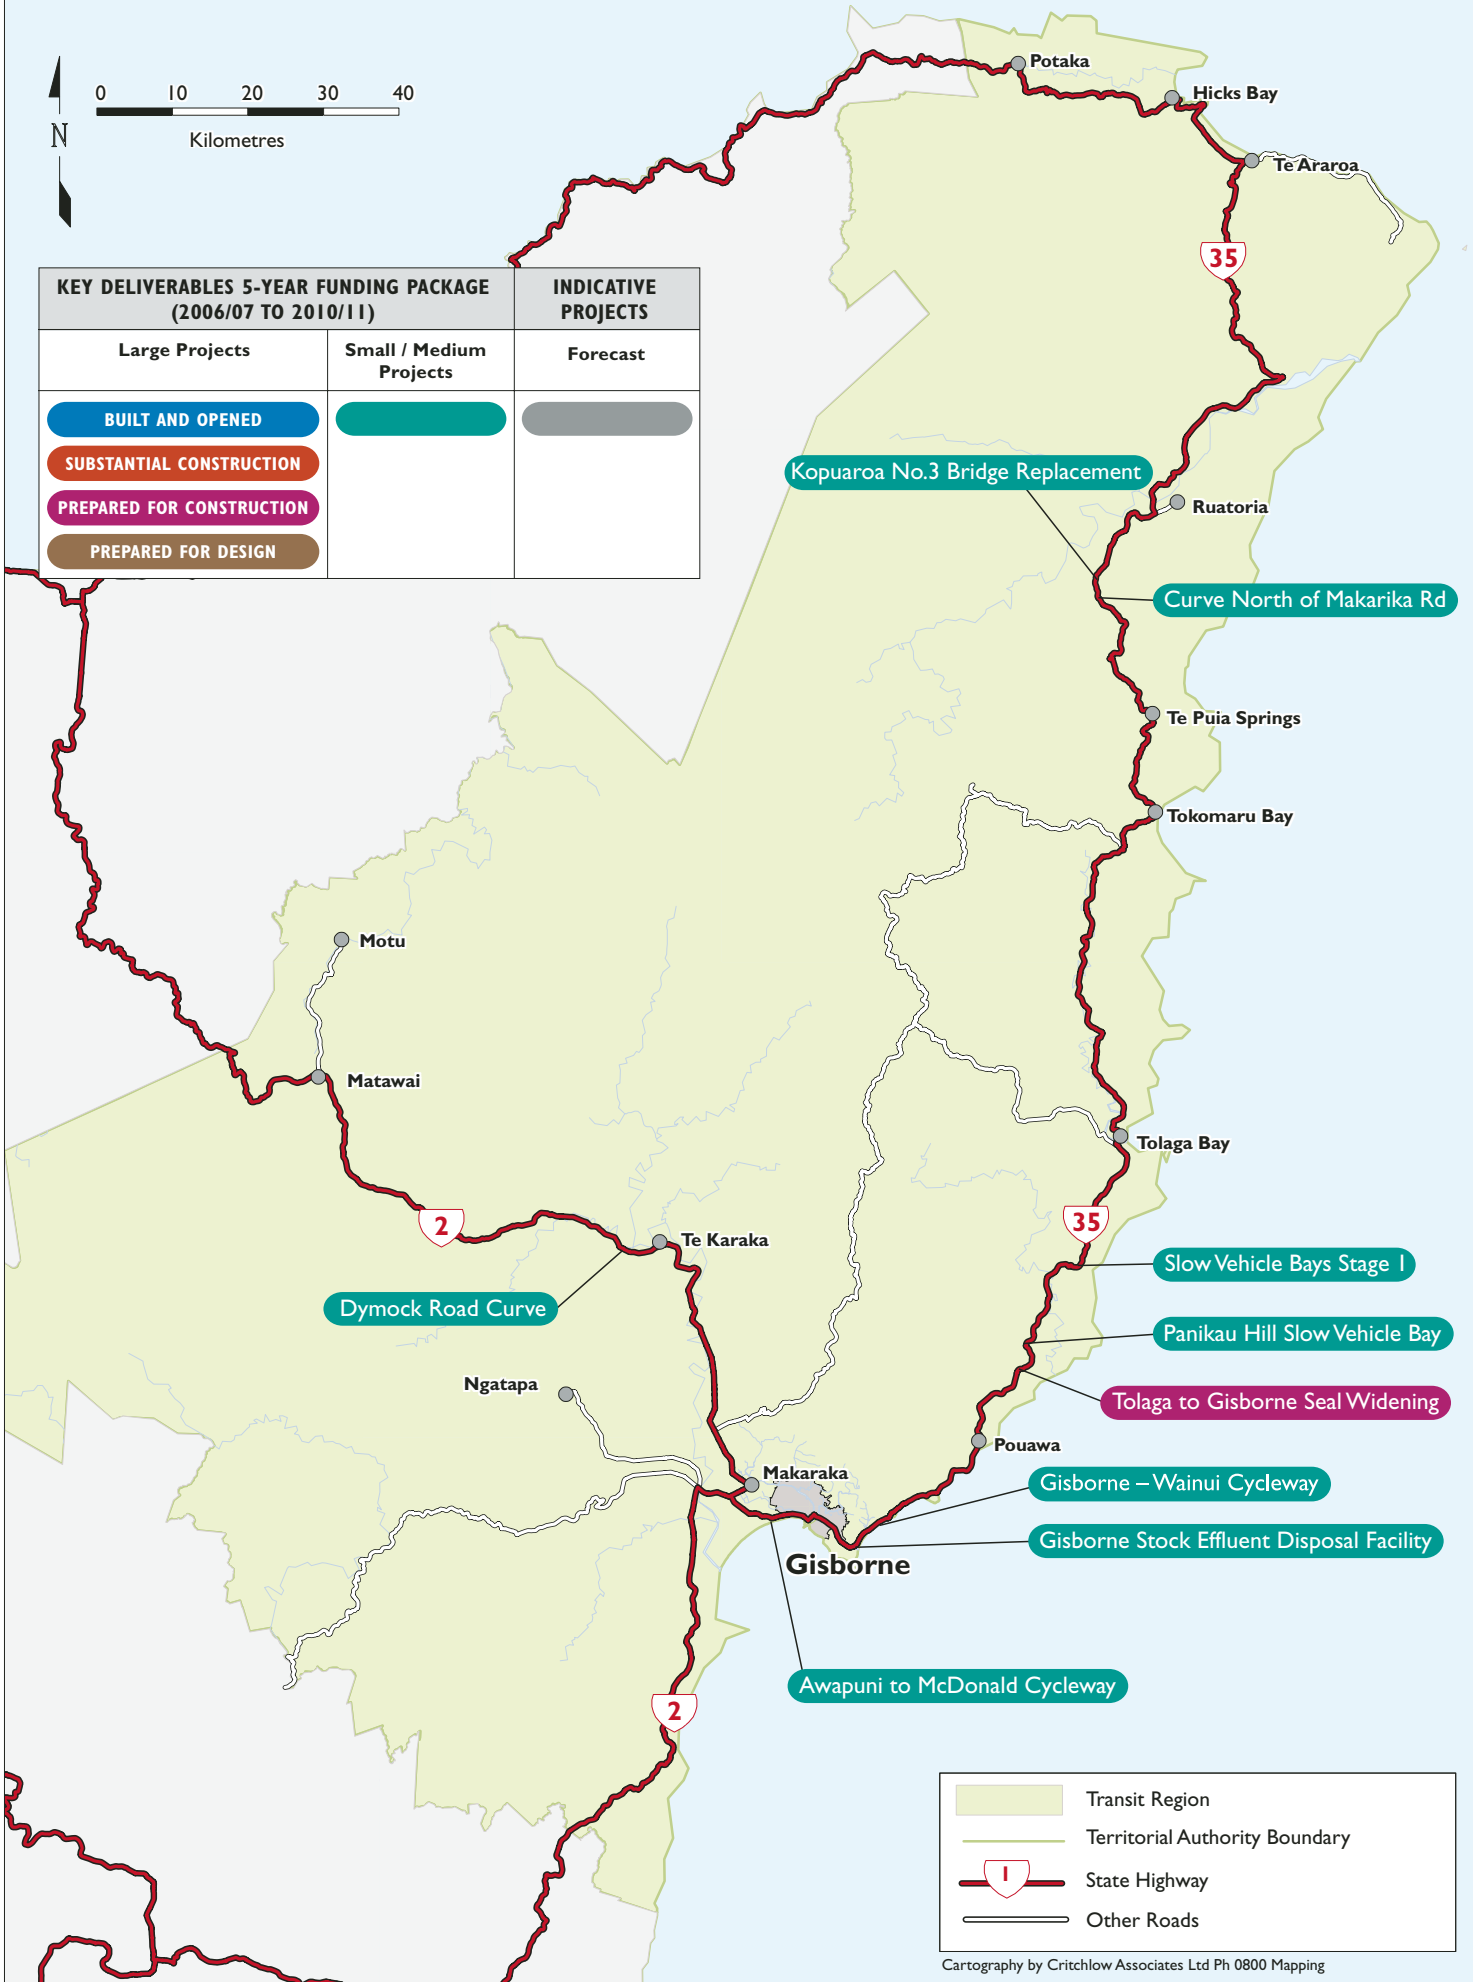 Potaka
Hicks Bay
Te Araroa
0 10 20 30 40
Kilometres
N
35
KEY DELIVERABLES 5-YEAR FUNDING PACKAGE
(2006/07 TO 2010/11)
INDICATIVE
PROJECTS
Large Projects
Small / Medium
Projects
Forecast
BUILT AND OPENED
SUBSTANTIAL CONSTRUCTION
PREPARED FOR CONSTRUCTION
PREPARED FOR DESIGN
Kopuaroa No.3 Bridge Replacement
Ruatoria
Curve North of Makarika Rd
Te Puia Springs
Tokomaru Bay
Motu
Matawai
Tolaga Bay
2
Te Karaka
35
Slow Vehicle Bays Stage 1
Dymock Road Curve
Panikau Hill Slow Vehicle Bay
Ngatapa
Tolaga to Gisborne Seal Widening
Pouawa
Makaraka
Gisborne – Wainui Cycleway
Gisborne Stock Effluent Disposal Facility
Gisborne
Awapuni to McDonald Cycleway
2
Transit Region
Territorial Authority Boundary
1
State Highway
Other Roads
Cartography by Critchlow Associates Ltd Ph 0800 Mapping